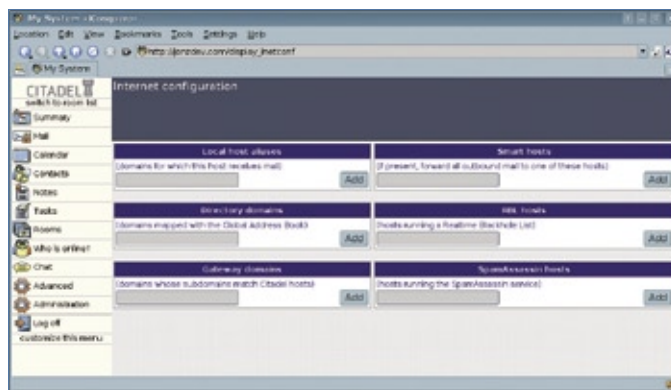 My System - Konqueror
Location Edit View Bookmarks Tools Settings Help
http://jonzdev.com/display_inetconf
My System
CITADEL
switch to room list
Summary
Mail
Calendar
Contacts
Notes
Tasks
Rooms
Who is online?
Chat
Advanced
Administration
Log off
customize this menu
Internet configuration
Local host aliases
(domains for which this host receives mail)
Add
Smart hosts
(if present, forward all outbound mail to one of these hosts)
Add
Directory domains
(domains mapped with the Global Address Book)
Add
RBL hosts
(hosts running a Realtime Blackhole List)
Add
Gateway domains
(domains whose subdomains match Citadel hosts)
Add
SpamAssassin hosts
(hosts running the SpamAssassin service)
Add